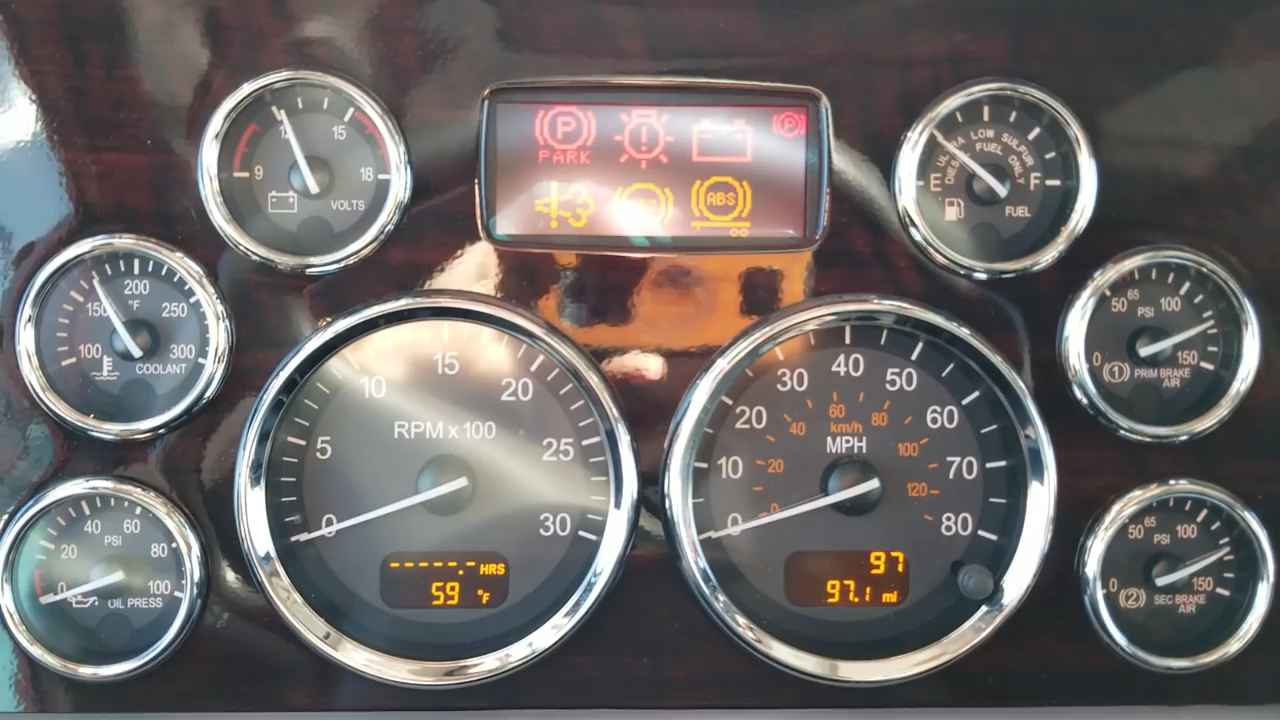 12 15
9 18
VOLTS
P
PARK
!
P
ABS
ULTRA LOW SULFUR
DIESEL FUEL ONLY
E F
FUEL
200
150 °F 250
100 300
COOLANT
40 60
PSI
20 80
0 100
OIL PRESS
15
10 20
RPM x 100
5 25
0 30
------.- HRS
59 °F
40
30 50
20 60
60
40 km/h 80
MPH
100
10 20 70
120
0 0 80
97
97.1 mi
50 65 100
PSI
0 150
(1) PRIM BRAKE
AIR
50 65 100
PSI
0 150
(2) SEC BRAKE
AIR